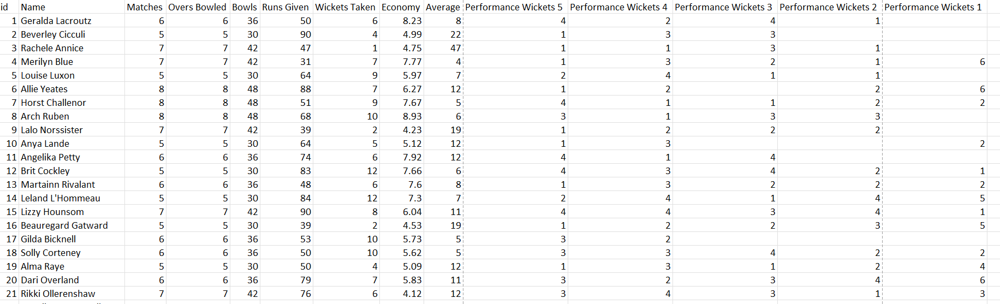 id Name Matches Overs Bowled Bowls Runs Given Wickets Taken Economy Average Performance Wickets 5 Performance Wickets 4 Performance Wickets 3 Performance Wickets 2 Performance Wickets 1
1 Geralda Lacroutz 6 6 36 50 6 8.23 8 4 2 4 1
2 Beverley Cicculi 5 5 30 90 4 4.99 22 1 3 3
3 Rachele Annice 7 7 42 47 1 4.75 47 1 1 3 1
4 Merilyn Blue 7 7 42 31 7 7.77 4 1 3 2 1 6
5 Louise Luxon 5 5 30 64 9 5.97 7 2 4 1 1
6 Allie Yeates 8 8 48 88 7 6.27 12 1 2 2 6
7 Horst Challenor 8 8 48 51 9 7.67 5 4 1 1 2 2
8 Arch Ruben 8 8 48 68 10 8.93 6 3 1 3 3
9 Lalo Norssister 7 7 42 39 2 4.23 19 1 2 2 2
10 Anya Lande 5 5 30 64 5 5.12 12 1 3 2
11 Angelika Petty 6 6 36 74 6 7.92 12 4 1 4
12 Brit Cockley 5 5 30 83 12 7.66 6 4 3 4 2 1
13 Martainn Rivalant 6 6 36 48 6 7.6 8 1 3 2 2 2
14 Leland L'Hommeau 5 5 30 84 12 7.3 7 2 4 1 4 5
15 Lizzy Hounsom 7 7 42 90 8 6.04 11 4 4 3 4 1
16 Beauregard Gatward 5 5 30 39 2 4.53 19 1 2 2 3 5
17 Gilda Bicknell 6 6 36 53 10 5.73 5 3 2
18 Solly Corteney 6 6 36 50 10 5.62 5 3 3 4 2 2
19 Alma Raye 5 5 30 50 4 5.09 12 1 3 1 2 4
20 Dari Overland 6 6 36 79 7 5.83 11 3 2 3 4 6
21 Rikki Ollerenshaw 7 7 42 76 6 4.12 12 3 4 3 1 3